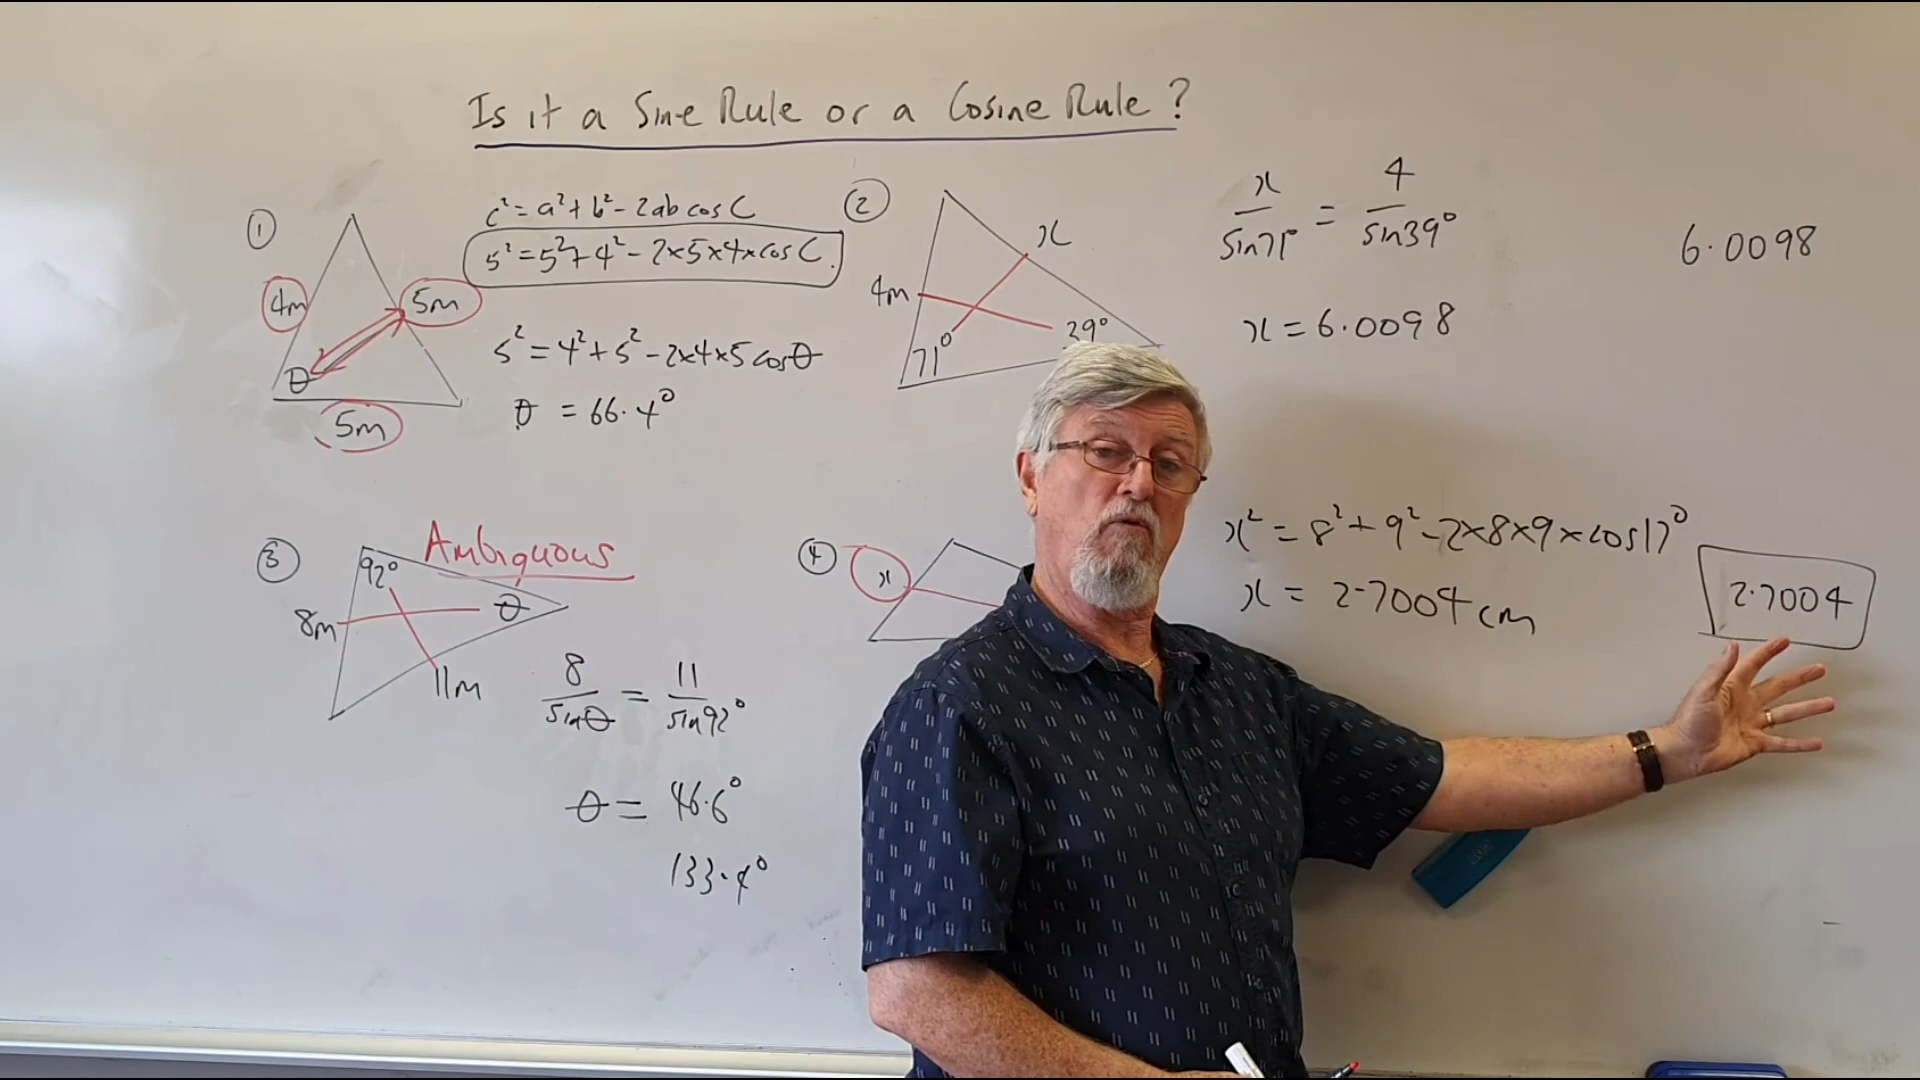 Is it a Sine Rule or a Cosine Rule?
①
4m
5m
θ
5m
c² = a² + b² - 2ab cos C
5² = 5² + 4² - 2×5×4×cos C.
5² = 4² + 5² - 2×4×5 cosθ
θ = 66.4°
②
4m
x
71°
39°
x/sin71° = 4/sin39°
x = 6.0098
6.0098
③
Ambiguous
92°
θ
8m
11m
8/sinθ = 11/sin92°
θ = 46.6°
133.4°
④
x
x² = 8² + 9² - 2×8×9×cos17°
x = 2.7004 cm
2.7004